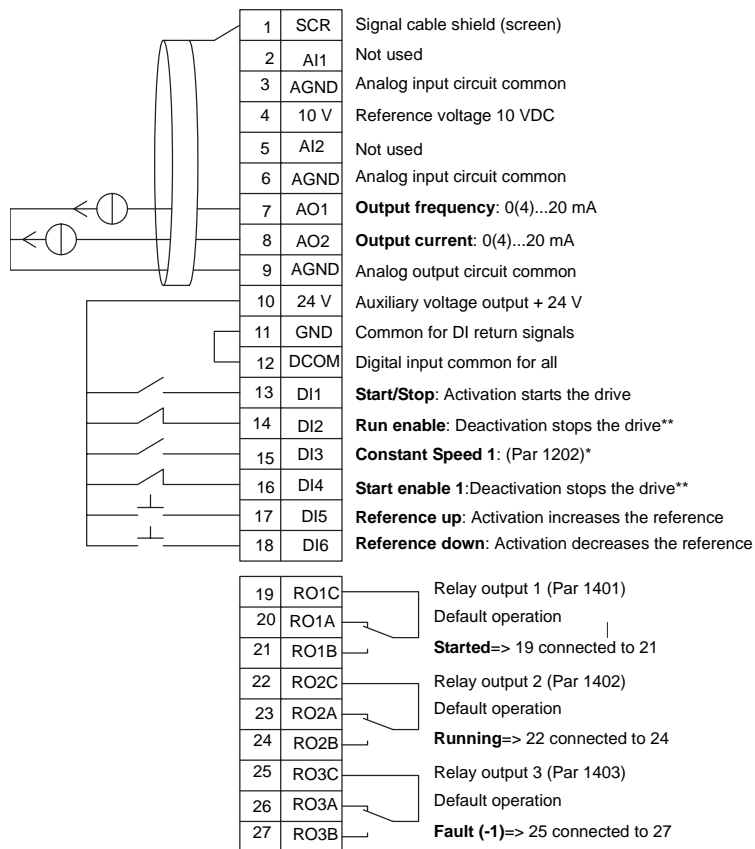 1 SCR Signal cable shield (screen)
2 AI1 Not used
3 AGND Analog input circuit common
4 10 V Reference voltage 10 VDC
5 AI2 Not used
6 AGND Analog input circuit common
7 AO1 Output frequency: 0(4)...20 mA
8 AO2 Output current: 0(4)...20 mA
9 AGND Analog output circuit common
10 24 V Auxiliary voltage output + 24 V
11 GND Common for DI return signals
12 DCOM Digital input common for all
13 DI1 Start/Stop: Activation starts the drive
14 DI2 Run enable: Deactivation stops the drive**
15 DI3 Constant Speed 1: (Par 1202)*
16 DI4 Start enable 1:Deactivation stops the drive**
17 DI5 Reference up: Activation increases the reference
18 DI6 Reference down: Activation decreases the reference
19 RO1C Relay output 1 (Par 1401)
20 RO1A Default operation
21 RO1B Started=> 19 connected to 21
22 RO2C Relay output 2 (Par 1402)
23 RO2A Default operation
24 RO2B Running=> 22 connected to 24
25 RO3C Relay output 3 (Par 1403)
26 RO3A Default operation
27 RO3B Fault (-1)=> 25 connected to 27